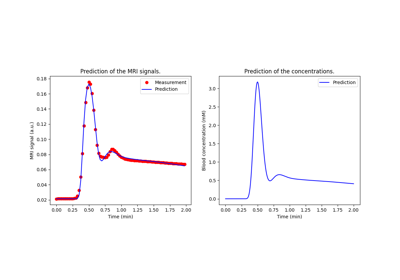 Prediction of the MRI signals.
0.18
0.16
0.14
0.12
0.10
0.08
0.06
0.04
0.02
MRI signal (a.u.)
Measurement
Prediction
0.00 0.25 0.50 0.75 1.00 1.25 1.50 1.75 2.00
Time (min)
Prediction of the concentrations.
3.0
2.5
2.0
1.5
1.0
0.5
0.0
Blood concentration (mM)
Prediction
0.00 0.25 0.50 0.75 1.00 1.25 1.50 1.75 2.00
Time (min)